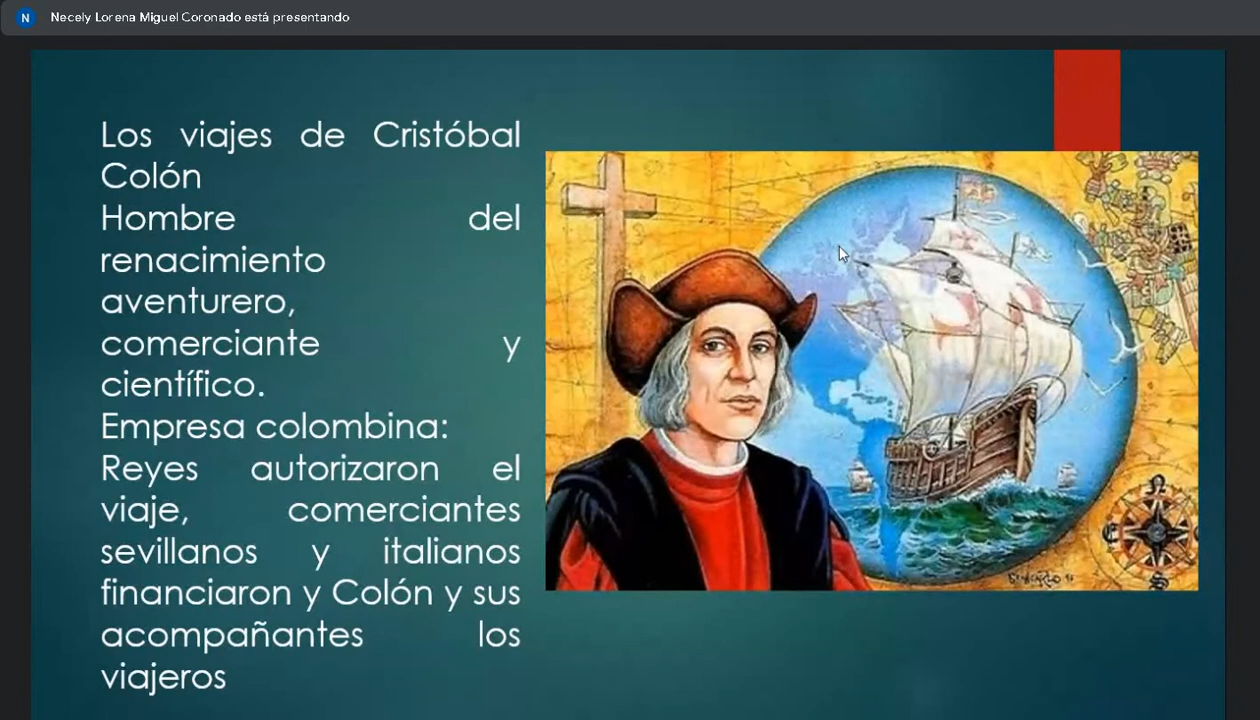 N Necely Lorena Miguel Coronado está presentando
Los viajes de Cristóbal
Colón
Hombre del
renacimiento
aventurero,
comerciante y
científico.
Empresa colombina:
Reyes autorizaron el
viaje, comerciantes
sevillanos y italianos
financiaron y Colón y sus
acompañantes los
viajeros